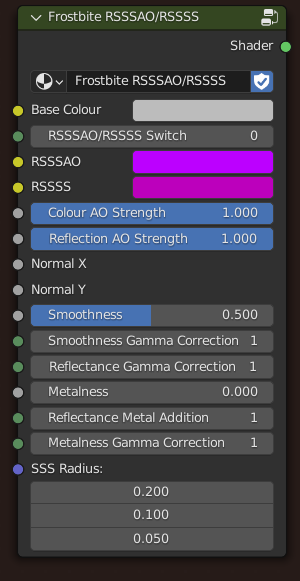 Frostbite RSSSAO/RSSSS
Shader
Frostbite RSSSAO/RSSSS
Base Colour
RSSSAO/RSSSS Switch 0
RSSSAO
RSSSS
Colour AO Strength 1.000
Reflection AO Strength 1.000
Normal X
Normal Y
Smoothness 0.500
Smoothness Gamma Correction 1
Reflectance Gamma Correction 1
Metalness 0.000
Reflectance Metal Addition 1
Metalness Gamma Correction 1
SSS Radius:
0.200
0.100
0.050